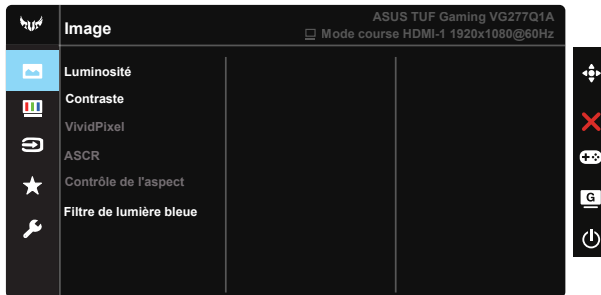 Image
ASUS TUF Gaming VG277Q1A
Mode course HDMI-1 1920x1080@60Hz
Luminosité
Contraste
VividPixel
ASCR
Contrôle de l'aspect
Filtre de lumière bleue
G